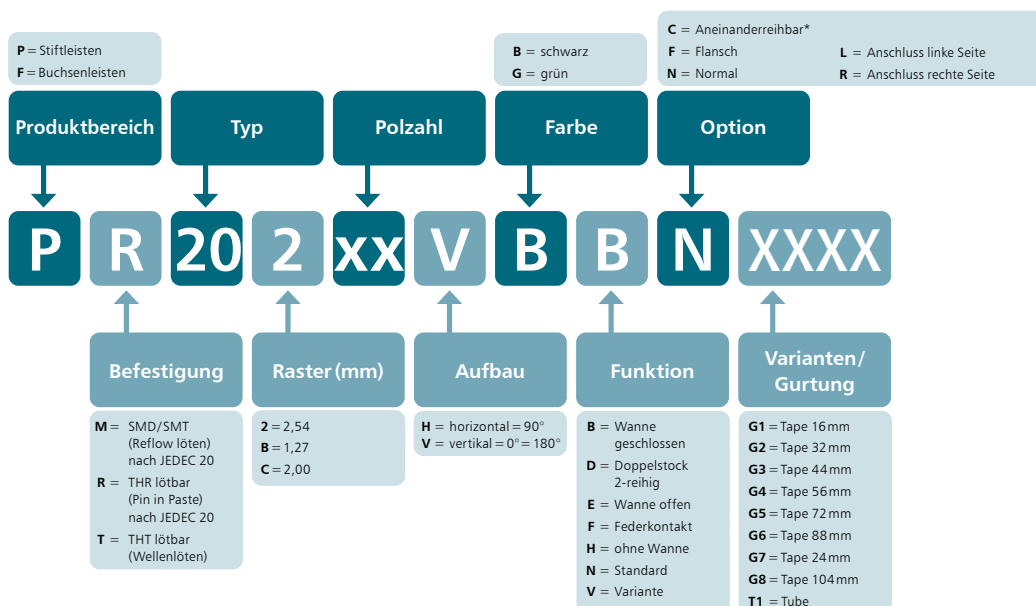 P = Stiftleisten
F = Buchsenleisten
B = schwarz
G = grün
C = Aneinanderreihbar*
F = Flansch
N = Normal
L = Anschluss linke Seite
R = Anschluss rechte Seite
Produktbereich
Typ
Polzahl
Farbe
Option
P R 20 2 xx V B B N XXXX
Befestigung
Raster (mm)
Aufbau
Funktion
Varianten/
Gurtung
M = SMD/SMT
(Reflow löten)
nach JEDEC 20
R = THR lötbar
(Pin in Paste)
nach JEDEC 20
T = THT lötbar
(Wellenlöten)
2 = 2,54
B = 1,27
C = 2,00
H = horizontal = 90°
V = vertikal = 0° = 180°
B = Wanne
geschlossen
D = Doppelstock
2-reihig
E = Wanne offen
F = Federkontakt
H = ohne Wanne
N = Standard
V = Variante
G1 = Tape 16 mm
G2 = Tape 32 mm
G3 = Tape 44 mm
G4 = Tape 56 mm
G5 = Tape 72 mm
G6 = Tape 88 mm
G7 = Tape 24 mm
G8 = Tape 104 mm
T1 = Tube